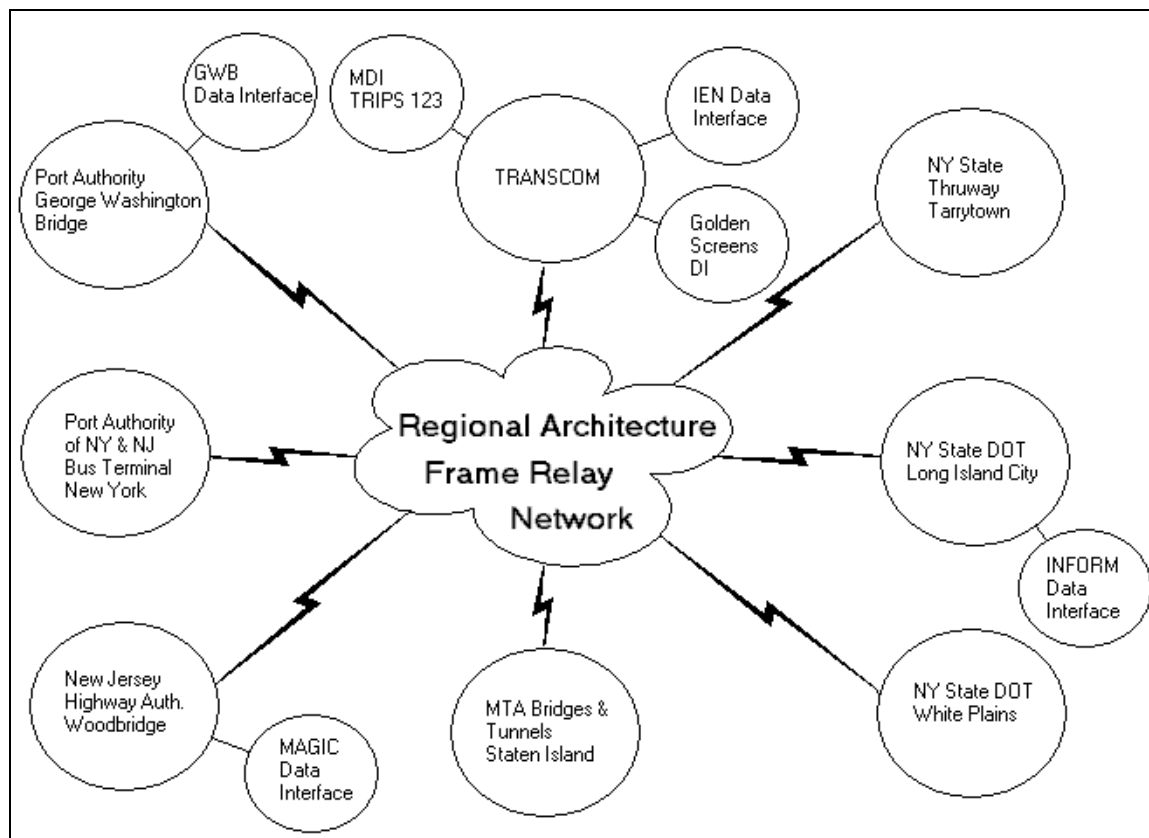 GWB
Data Interface
MDI
TRIPS 123
IEN Data
Interface
Port Authority
George Washington
Bridge
TRANSCOM
NY State
Thruway
Tarrytown
Golden
Screens
DI
Regional Architecture
Frame Relay
Network
Port Authority
of NY & NJ
Bus Terminal
New York
NY State DOT
Long Island City
INFORM
Data
Interface
New Jersey
Highway Auth.
Woodbridge
MAGIC
Data
Interface
MTA Bridges &
Tunnels
Staten Island
NY State DOT
White Plains